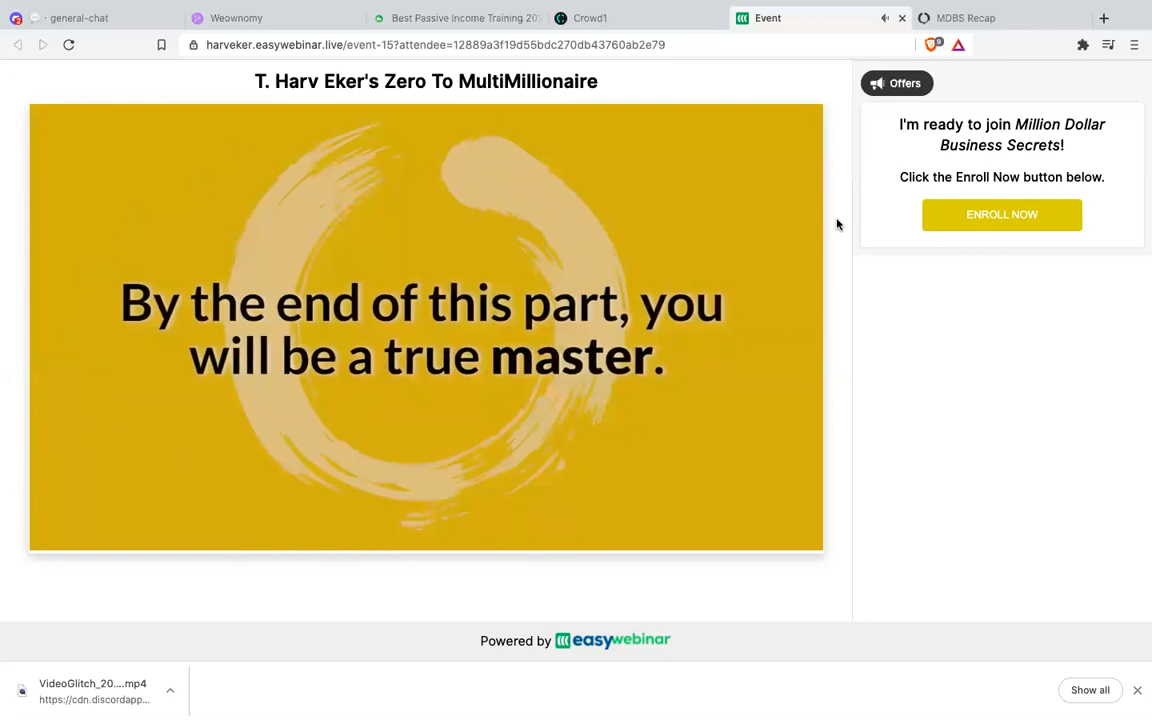 · general-chat
Weownomy
Best Passive Income Training 20
Crowd1
Event
MDBS Recap
harveker.easywebinar.live/event-15?attendee=12889a3f19d55bdc270db43760ab2e79
T. Harv Eker's Zero To MultiMillionaire
Offers
I'm ready to join Million Dollar
Business Secrets!
Click the Enroll Now button below.
ENROLL NOW
By the end of this part, you
will be a true master.
Powered by easywebinar
VideoGlitch_20....mp4
https://cdn.discordapp...
Show all